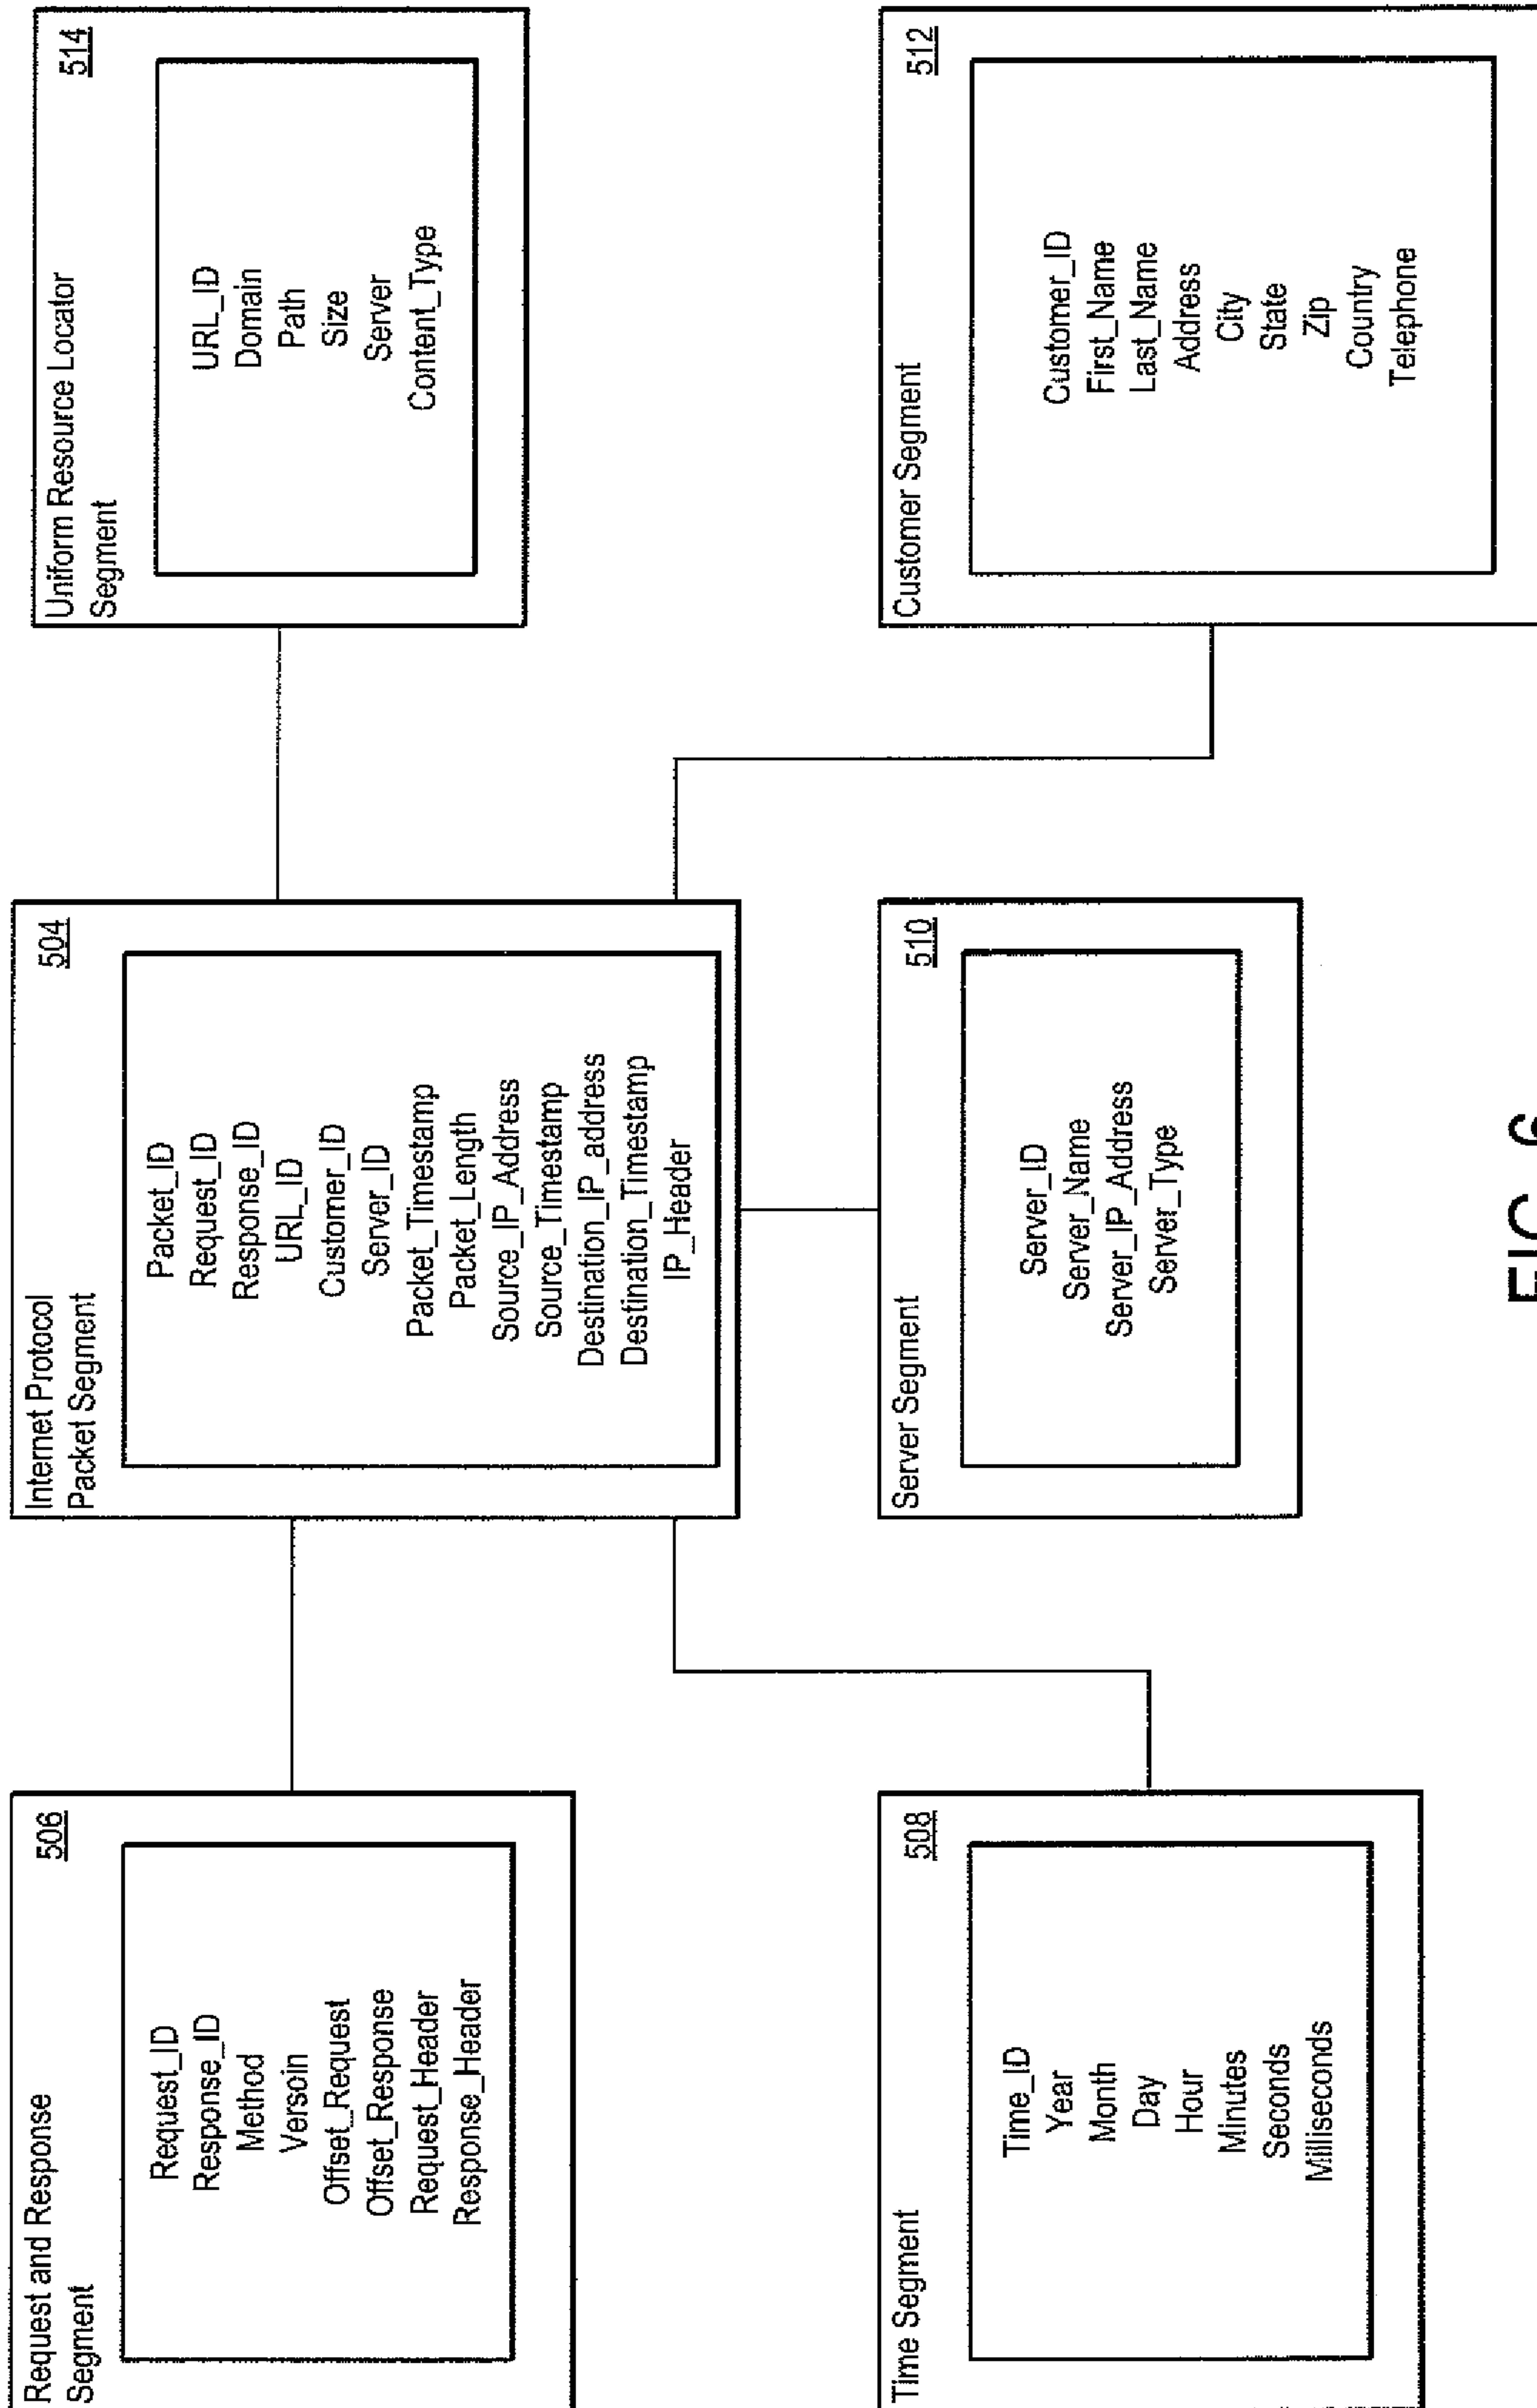 Request and Response
Segment
506
Request_ID
Response_ID
Method
Versoin
Offset_Request
Offset_Response
Request_Header
Response_Header
Internet Protocol
Packet Segment
504
Packet_ID
Request_ID
Response_ID
URL_ID
Customer_ID
Server_ID
Packet_Timestamp
Packet_Length
Source_IP_Address
Source_Timestamp
Destination_IP_address
Destination_Timestamp
IP_Header
Uniform Resource Locator
Segment
514
URL_ID
Domain
Path
Size
Server
Content_Type
Time Segment
508
Time_ID
Year
Month
Day
Hour
Minutes
Seconds
Milliseconds
Server Segment
510
Server_ID
Server_Name
Server_IP_Address
Server_Type
Customer Segment
512
Customer_ID
First_Name
Last_Name
Address
City
State
Zip
Country
Telephone